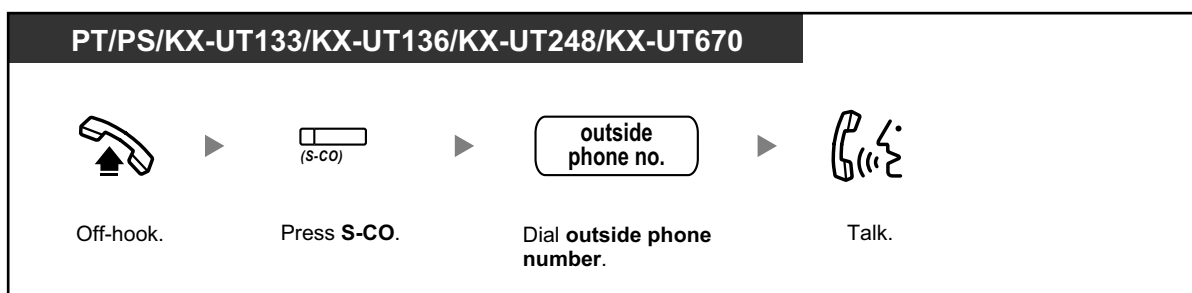 PT/PS/KX-UT133/KX-UT136/KX-UT248/KX-UT670
(S-CO)
outside
phone no.
Off-hook.
Press S-CO.
Dial outside phone
number.
Talk.